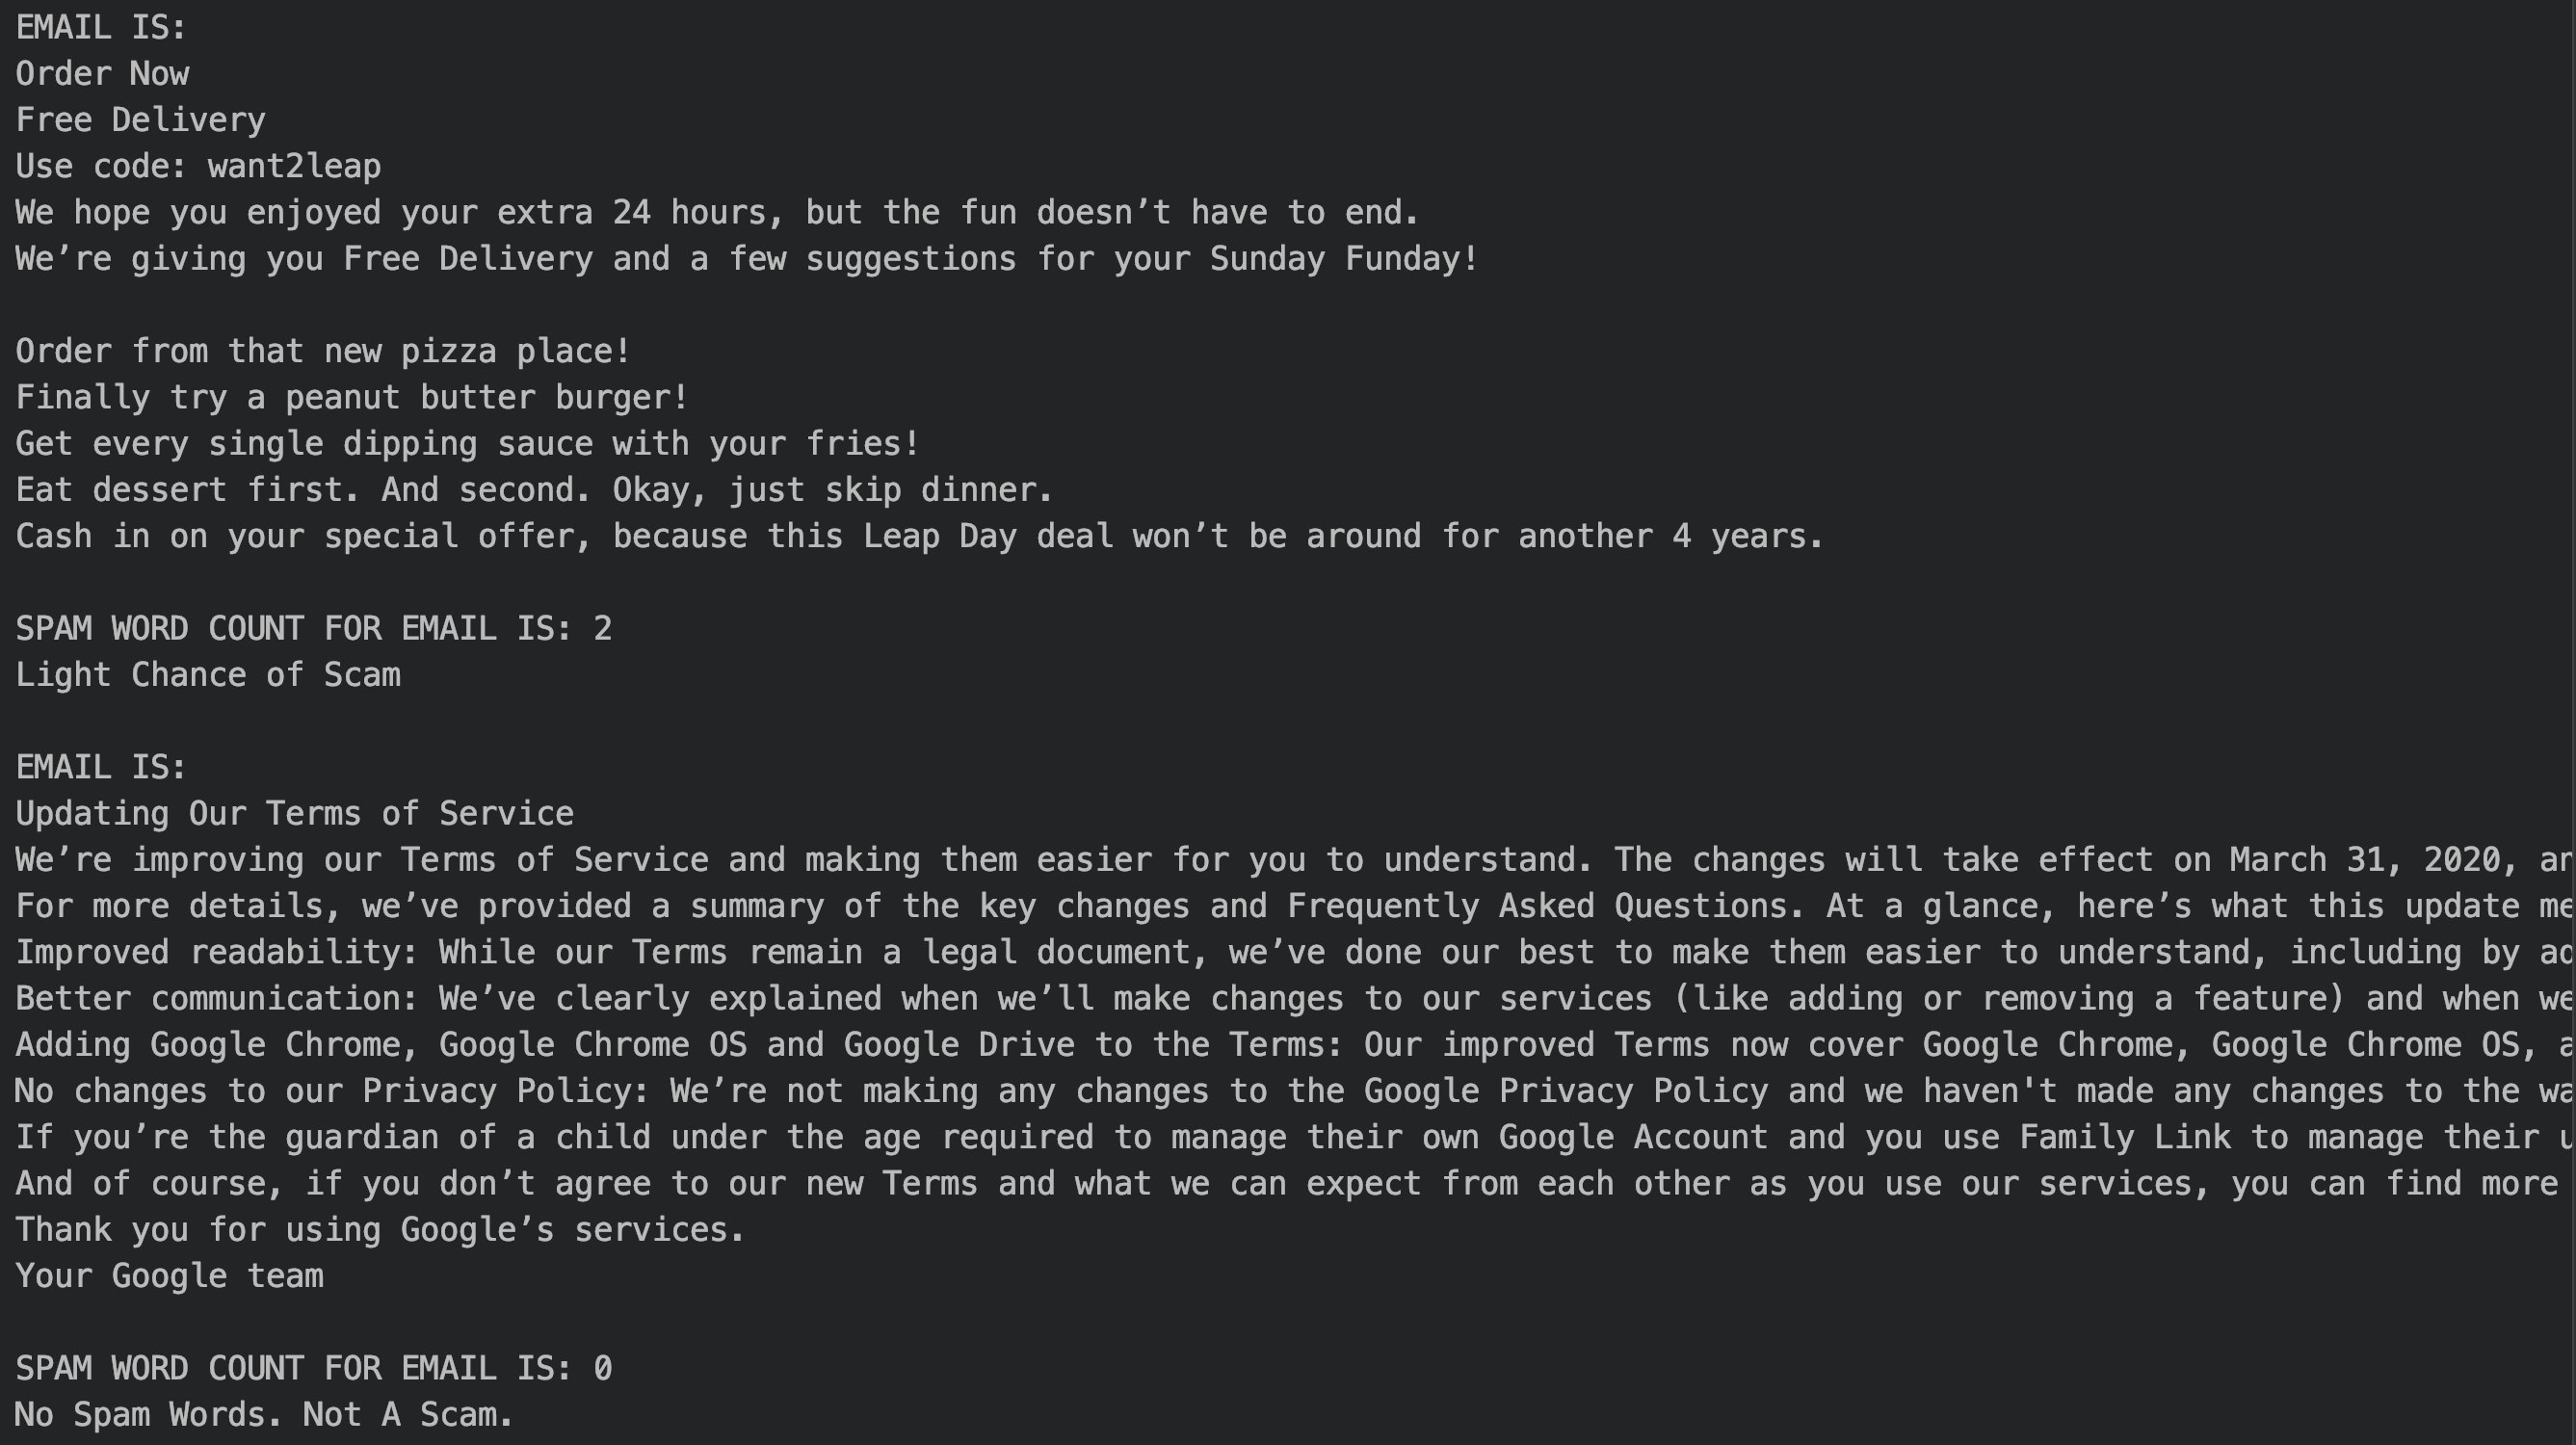 EMAIL IS:
Order Now
Free Delivery
Use code: want2leap
We hope you enjoyed your extra 24 hours, but the fun doesn’t have to end.
We’re giving you Free Delivery and a few suggestions for your Sunday Funday!
Order from that new pizza place!
Finally try a peanut butter burger!
Get every single dipping sauce with your fries!
Eat dessert first. And second. Okay, just skip dinner.
Cash in on your special offer, because this Leap Day deal won’t be around for another 4 years.
SPAM WORD COUNT FOR EMAIL IS: 2
Light Chance of Scam
EMAIL IS:
Updating Our Terms of Service
We’re improving our Terms of Service and making them easier for you to understand. The changes will take effect on March 31, 2020,
For more details, we’ve provided a summary of the key changes and Frequently Asked Questions. At a glance, here’s what this update
Improved readability: While our Terms remain a legal document, we’ve done our best to make them easier to understand, including by
Better communication: We’ve clearly explained when we’ll make changes to our services (like adding or removing a feature) and when
Adding Google Chrome, Google Chrome OS and Google Drive to the Terms: Our improved Terms now cover Google Chrome, Google Chrome OS,
No changes to our Privacy Policy: We’re not making any changes to the Google Privacy Policy and we haven't made any changes to the
If you’re the guardian of a child under the age required to manage their own Google Account and you use Family Link to manage their
And of course, if you don’t agree to our new Terms and what we can expect from each other as you use our services, you can find more
Thank you for using Google’s services.
Your Google team
SPAM WORD COUNT FOR EMAIL IS: 0
No Spam Words. Not A Scam.